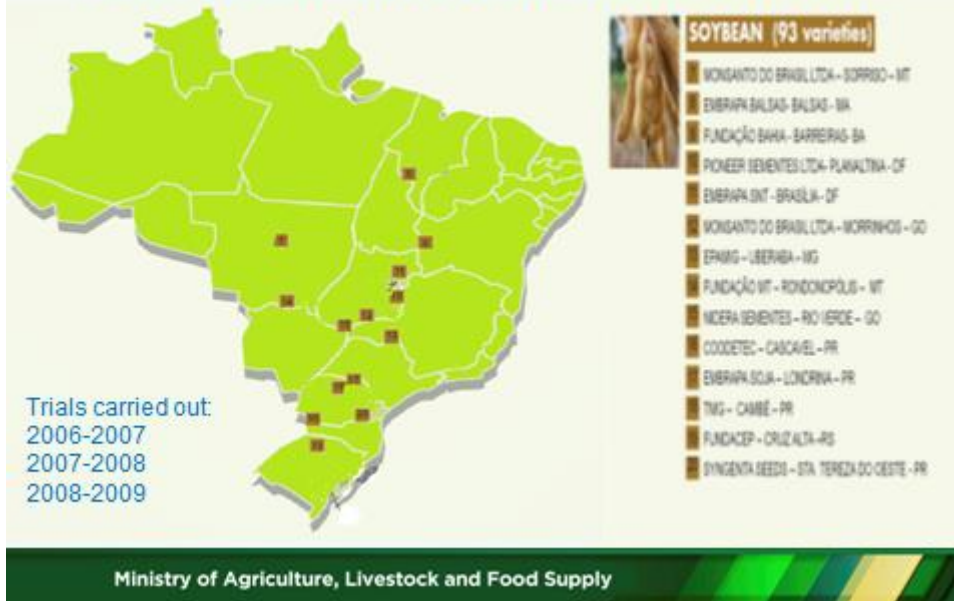 SOYBEAN (93 varieties)
MONSANTO DO BRASIL LTDA – SORRISO – MT
EMBRAPA BALSAS- BALSAS - MA
FUNDAÇÃO BAHIA - BARREIRAS- BA
PIONEER SEMENTES LTDA- PLANALTINA - DF
EMBRAPA SNT - BRASÍLIA - DF
MONSANTO DO BRASIL LTDA – MORRINHOS – GO
EPAMIG – UBERABA – MG
FUNDAÇÃO MT – RONDONÓPOLIS – MT
NIDERA SEMENTES – RIO VERDE – GO
COODETEC – CASCAVEL – PR
EMBRAPA SOJA – LONDRINA – PR
TMG – CAMBÉ – PR
FUNDACEP – CRUZ ALTA –RS
SYNGENTA SEEDS – STA. TEREZA DO OESTE - PR
Trials carried out:
2006-2007
2007-2008
2008-2009
Ministry of Agriculture, Livestock and Food Supply